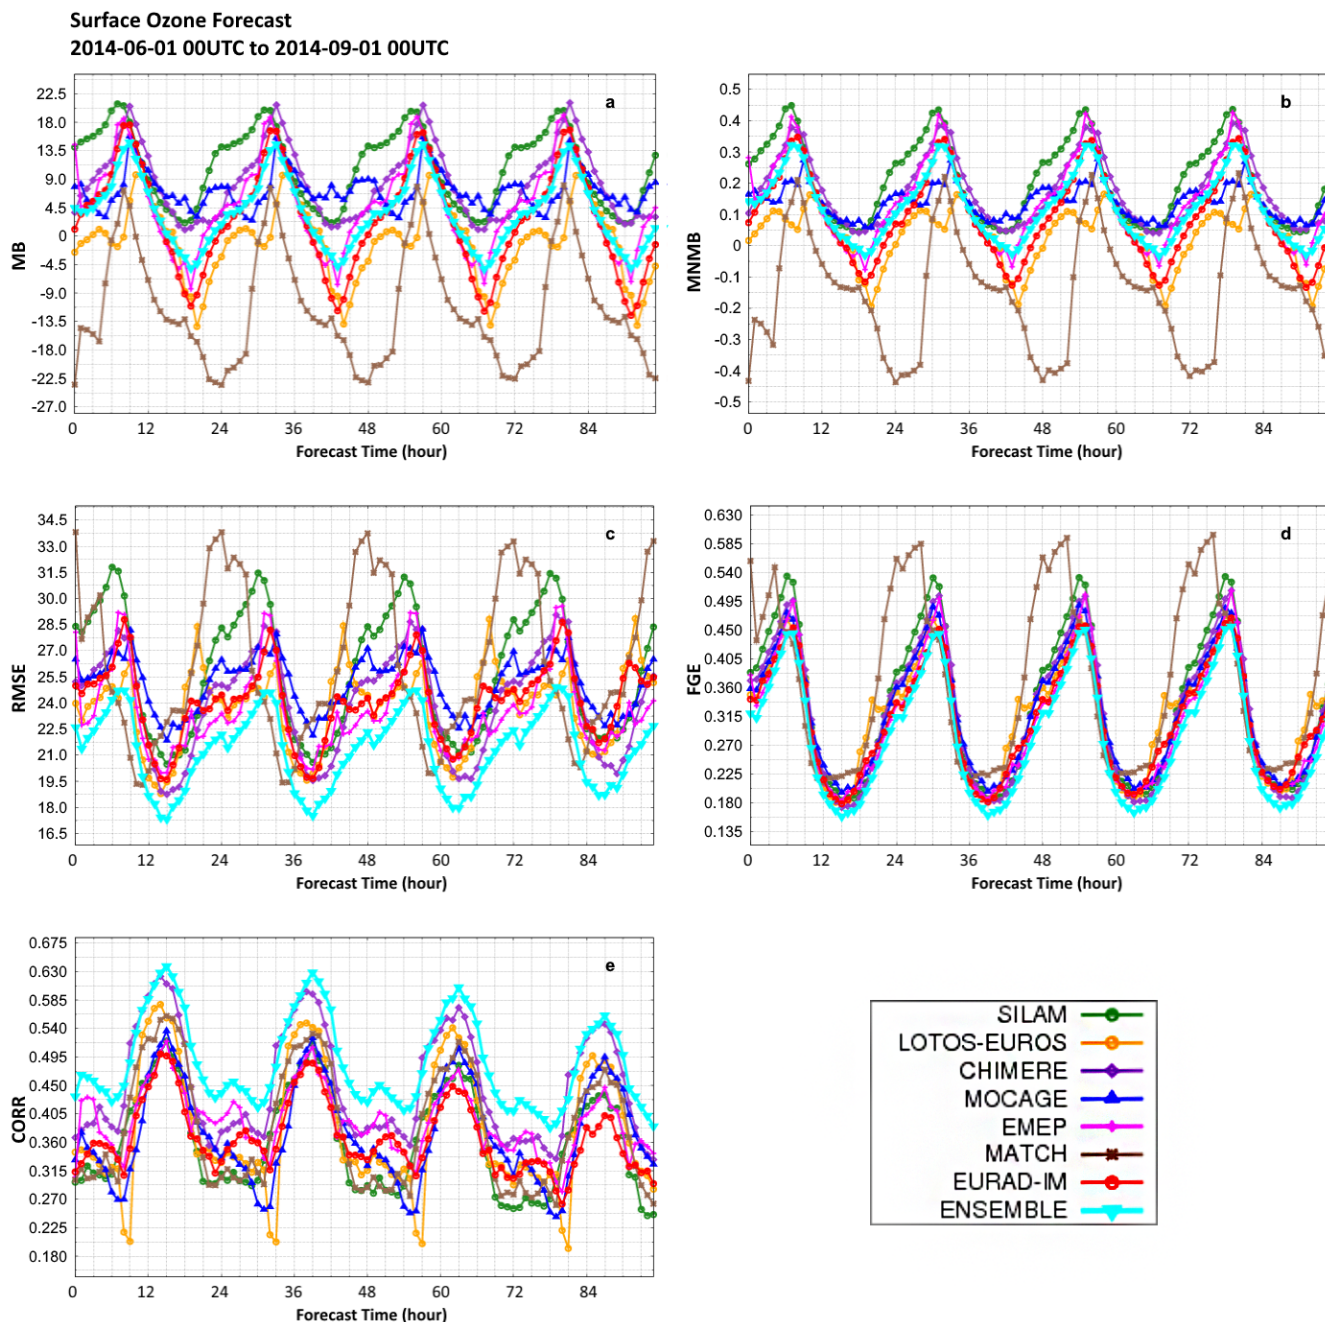 Surface Ozone Forecast
2014-06-01 00UTC to 2014-09-01 00UTC
a
MB
22.5
18.0
13.5
9.0
4.5
0
-4.5
-9.0
-13.5
-18.0
-22.5
-27.0
0 12 24 36 48 60 72 84
Forecast Time (hour)
b
MNMB
0.5
0.4
0.3
0.2
0.1
0
-0.1
-0.2
-0.3
-0.4
-0.5
0 12 24 36 48 60 72 84
Forecast Time (hour)
c
RMSE
34.5
33.0
31.5
30.0
28.5
27.0
25.5
24.0
22.5
21.0
19.5
18.0
16.5
0 12 24 36 48 60 72 84
Forecast Time (hour)
d
FGE
0.630
0.585
0.540
0.495
0.450
0.405
0.360
0.315
0.270
0.225
0.180
0.135
0 12 24 36 48 60 72 84
Forecast Time (hour)
e
CORR
0.675
0.630
0.585
0.540
0.495
0.450
0.405
0.360
0.315
0.270
0.225
0.180
0 12 24 36 48 60 72 84
Forecast Time (hour)
SILAM
LOTOS-EUROS
CHIMERE
MOCAGE
EMEP
MATCH
EURAD-IM
ENSEMBLE